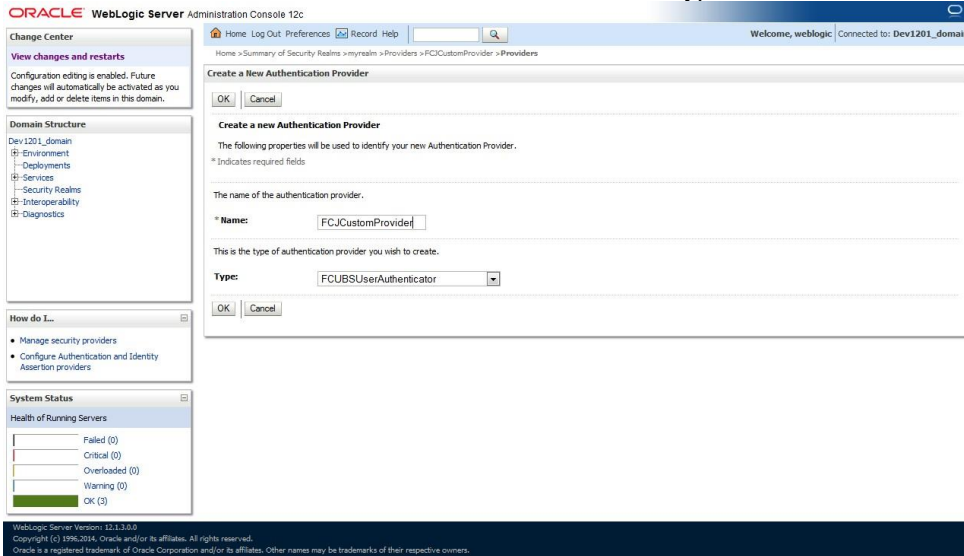 ORACLE WebLogic Server Administration Console 12c
Change Center
View changes and restarts
Configuration editing is enabled. Future
changes will automatically be activated as you
modify, add or delete items in this domain.
Domain Structure
Dev1201_domain
Environment
Deployments
Services
Security Realms
Interoperability
Diagnostics
How do I...
Manage security providers
Configure Authentication and Identity
Assertion providers
System Status
Health of Running Servers
Failed (0)
Critical (0)
Overloaded (0)
Warning (0)
OK (3)
Home Log Out Preferences Record Help
Welcome, weblogic Connected to: Dev1201_domai
Home >Summary of Security Realms >myrealm >Providers >FCJCustomProvider >Providers
Create a New Authentication Provider
OK Cancel
Create a new Authentication Provider
The following properties will be used to identify your new Authentication Provider.
* Indicates required fields
The name of the authentication provider.
* Name: FCJCustomProvider
This is the type of authentication provider you wish to create.
Type: FCUBSUserAuthenticator
OK Cancel
WebLogic Server Version: 12.1.3.0.0
Copyright (c) 1996,2014, Oracle and/or its affiliates. All rights reserved.
Oracle is a registered trademark of Oracle Corporation and/or its affiliates. Other names may be trademarks of their respective owners.